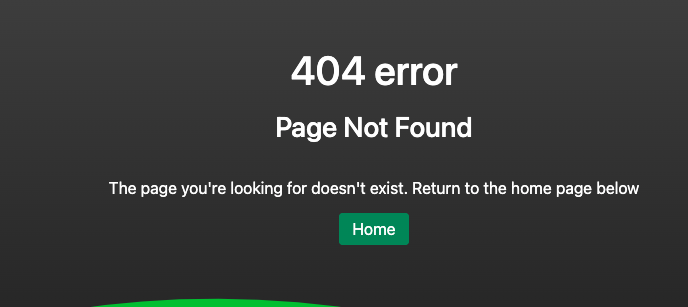 404 error
Page Not Found
The page you're looking for doesn't exist. Return to the home page below
Home